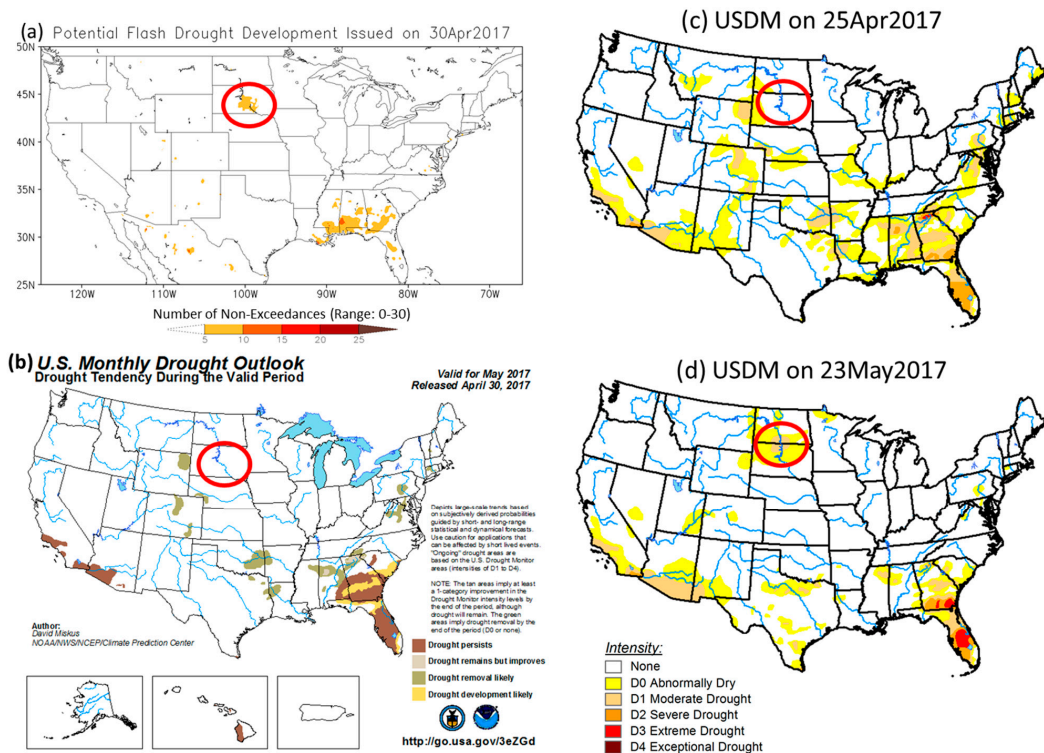 (a) Potential Flash Drought Development Issued on 30Apr2017
50N
45N
40N
35N
30N
25N
120W 110W 100W 90W 80W 70W
Number of Non-Exceedances (Range: 0-30)
5 10 15 20 25
(b) U.S. Monthly Drought Outlook
Drought Tendency During the Valid Period
Valid for May 2017
Released April 30, 2017
Depicts large-scale trends based
on subjectively derived probabilities
guided by short- and long-range
statistical and dynamical forecasts.
Use caution for applications that
can be affected by short lived events.
"Ongoing" drought areas are
based on the U.S. Drought Monitor
areas (intensities of D1 to D4).
NOTE: The tan areas imply at least
a 1-category improvement in the
Drought Monitor intensity levels by
the end of the period, although
drought will remain. The green
areas imply drought removal by the
end of the period (D0 or none).
Author:
David Miskus
NOAA/NWS/NCEP/Climate Prediction Center
Drought persists
Drought remains but improves
Drought removal likely
Drought development likely
http://go.usa.gov/3eZGd
(c) USDM on 25Apr2017
(d) USDM on 23May2017
Intensity:
None
D0 Abnormally Dry
D1 Moderate Drought
D2 Severe Drought
D3 Extreme Drought
D4 Exceptional Drought